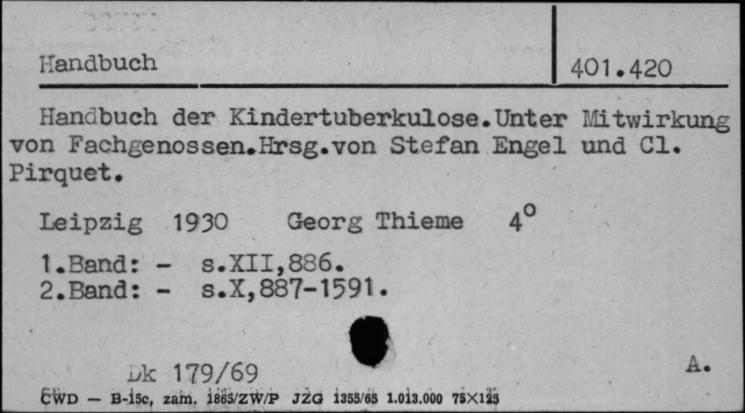 Handbuch
401.420
Handbuch der Kindertuberkulose.Unter Mitwirkung
von Fachgenossen.Hrsg.von Stefan Engel und Cl.
Pirquet.
Leipzig 1930 Georg Thieme 4°
1.Band: - s.XII,886.
2.Band: - s.X,887-1591.
Dk 179/69
A.
CWD — B-15c, zam. 1865/ZW/P JZG 1355/65 1.013.000 75×125